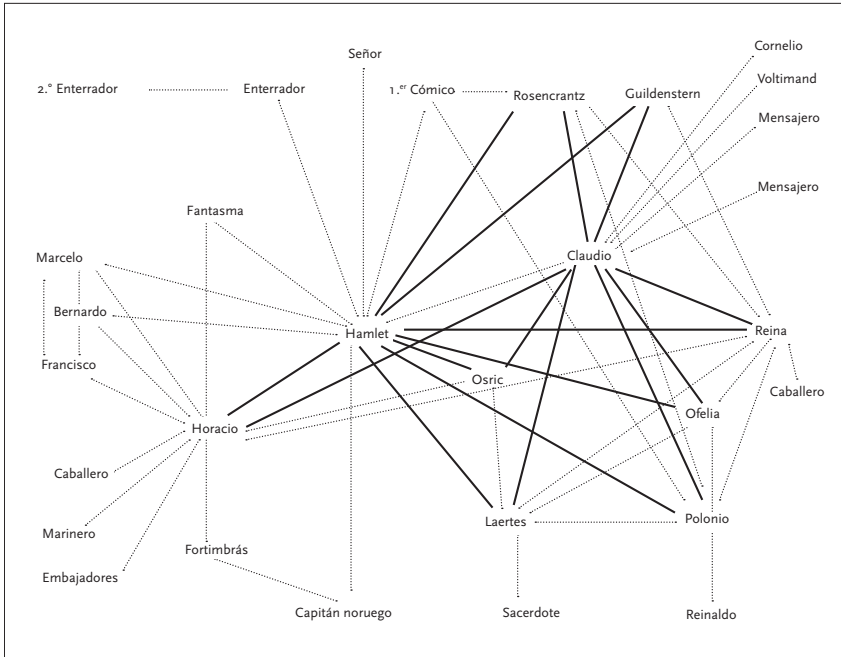 Señor
Cornelio
Voltimand
2.° Enterrador
Enterrador
1.er Cómico
Rosencrantz
Guildenstern
Mensajero
Mensajero
Fantasma
Marcelo
Claudio
Bernardo
Hamlet
Reina
Francisco
Osric
Caballero
Ofelia
Horacio
Caballero
Marinero
Laertes
Polonio
Fortimbrás
Embajadores
Capitán noruego
Sacerdote
Reinaldo